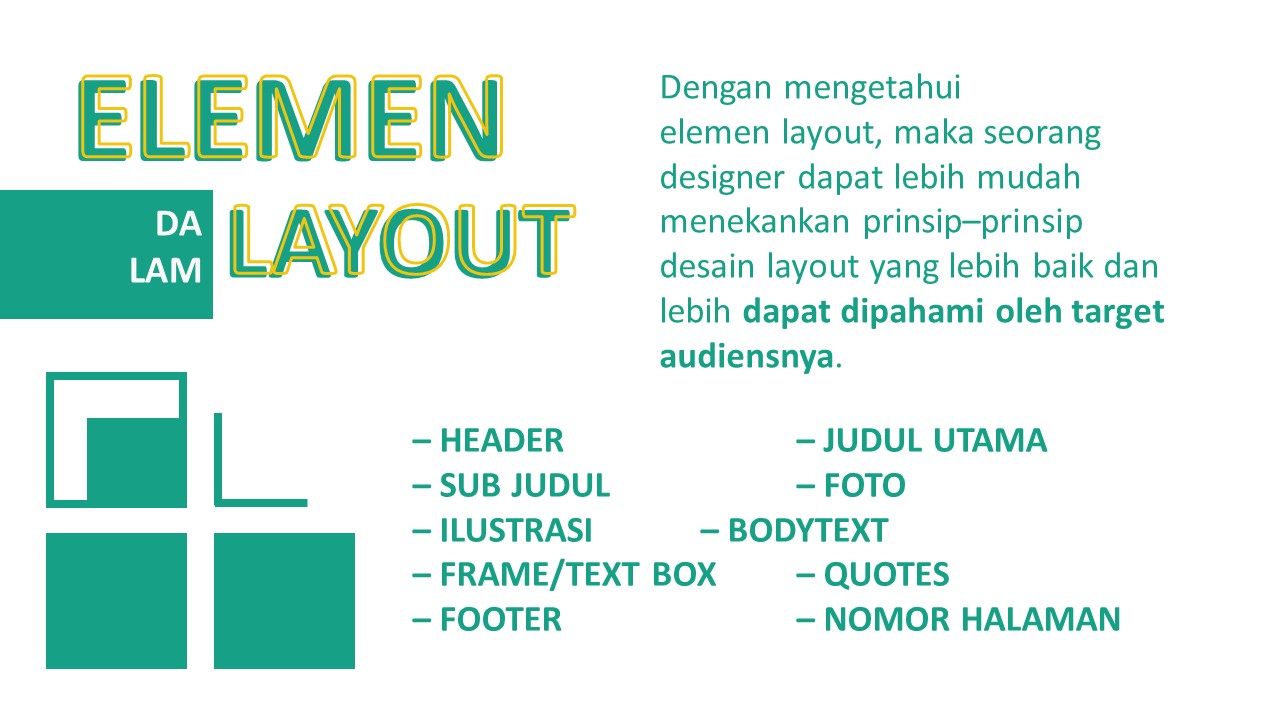 ELEMEN
DA
LAM
LAYOUT
Dengan mengetahui
elemen layout, maka seorang
designer dapat lebih mudah
menekankan prinsip–prinsip
desain layout yang lebih baik dan
lebih dapat dipahami oleh target
audiensnya.
– HEADER – JUDUL UTAMA
– SUB JUDUL – FOTO
– ILUSTRASI – BODYTEXT
– FRAME/TEXT BOX – QUOTES
– FOOTER – NOMOR HALAMAN